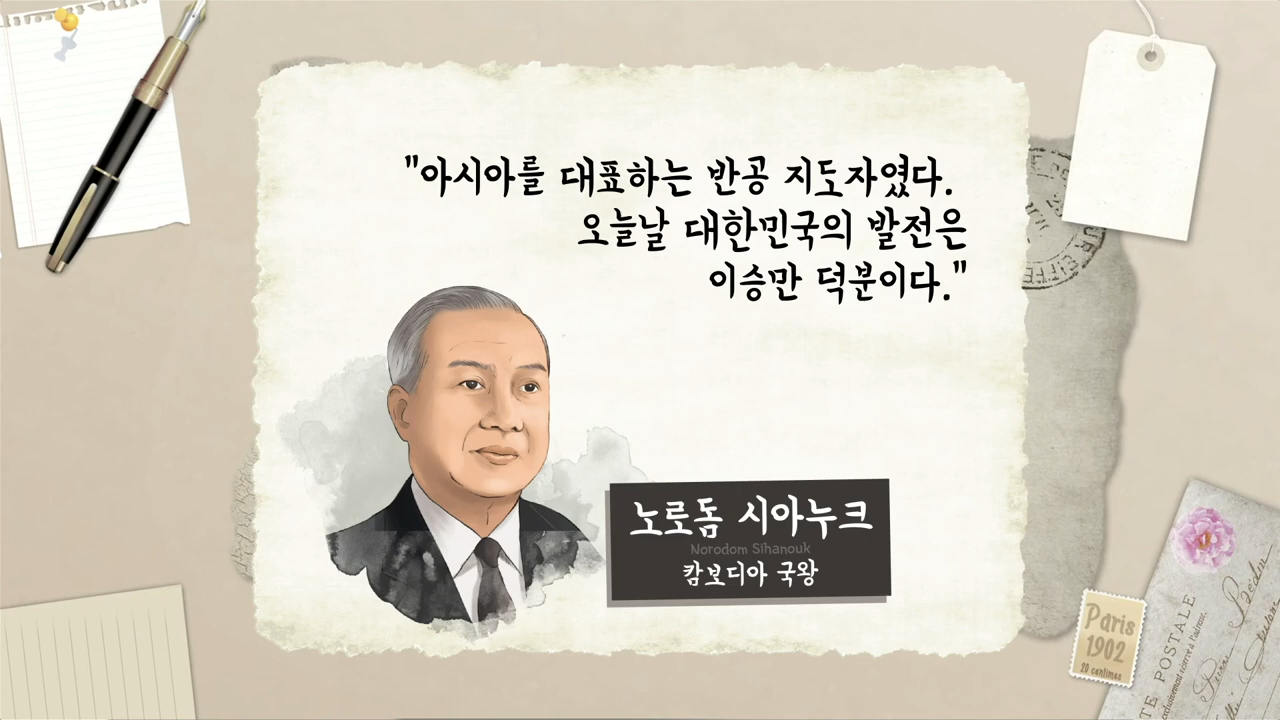 "아시아를 대표하는 반공 지도자였다.
오늘날 대한민국의 발전은
이승만 덕분이다."
노로돔 시아누크
Norodom Sihanouk
캄보디아 국왕
Paris
1902
20 centimes
TE POSTALE